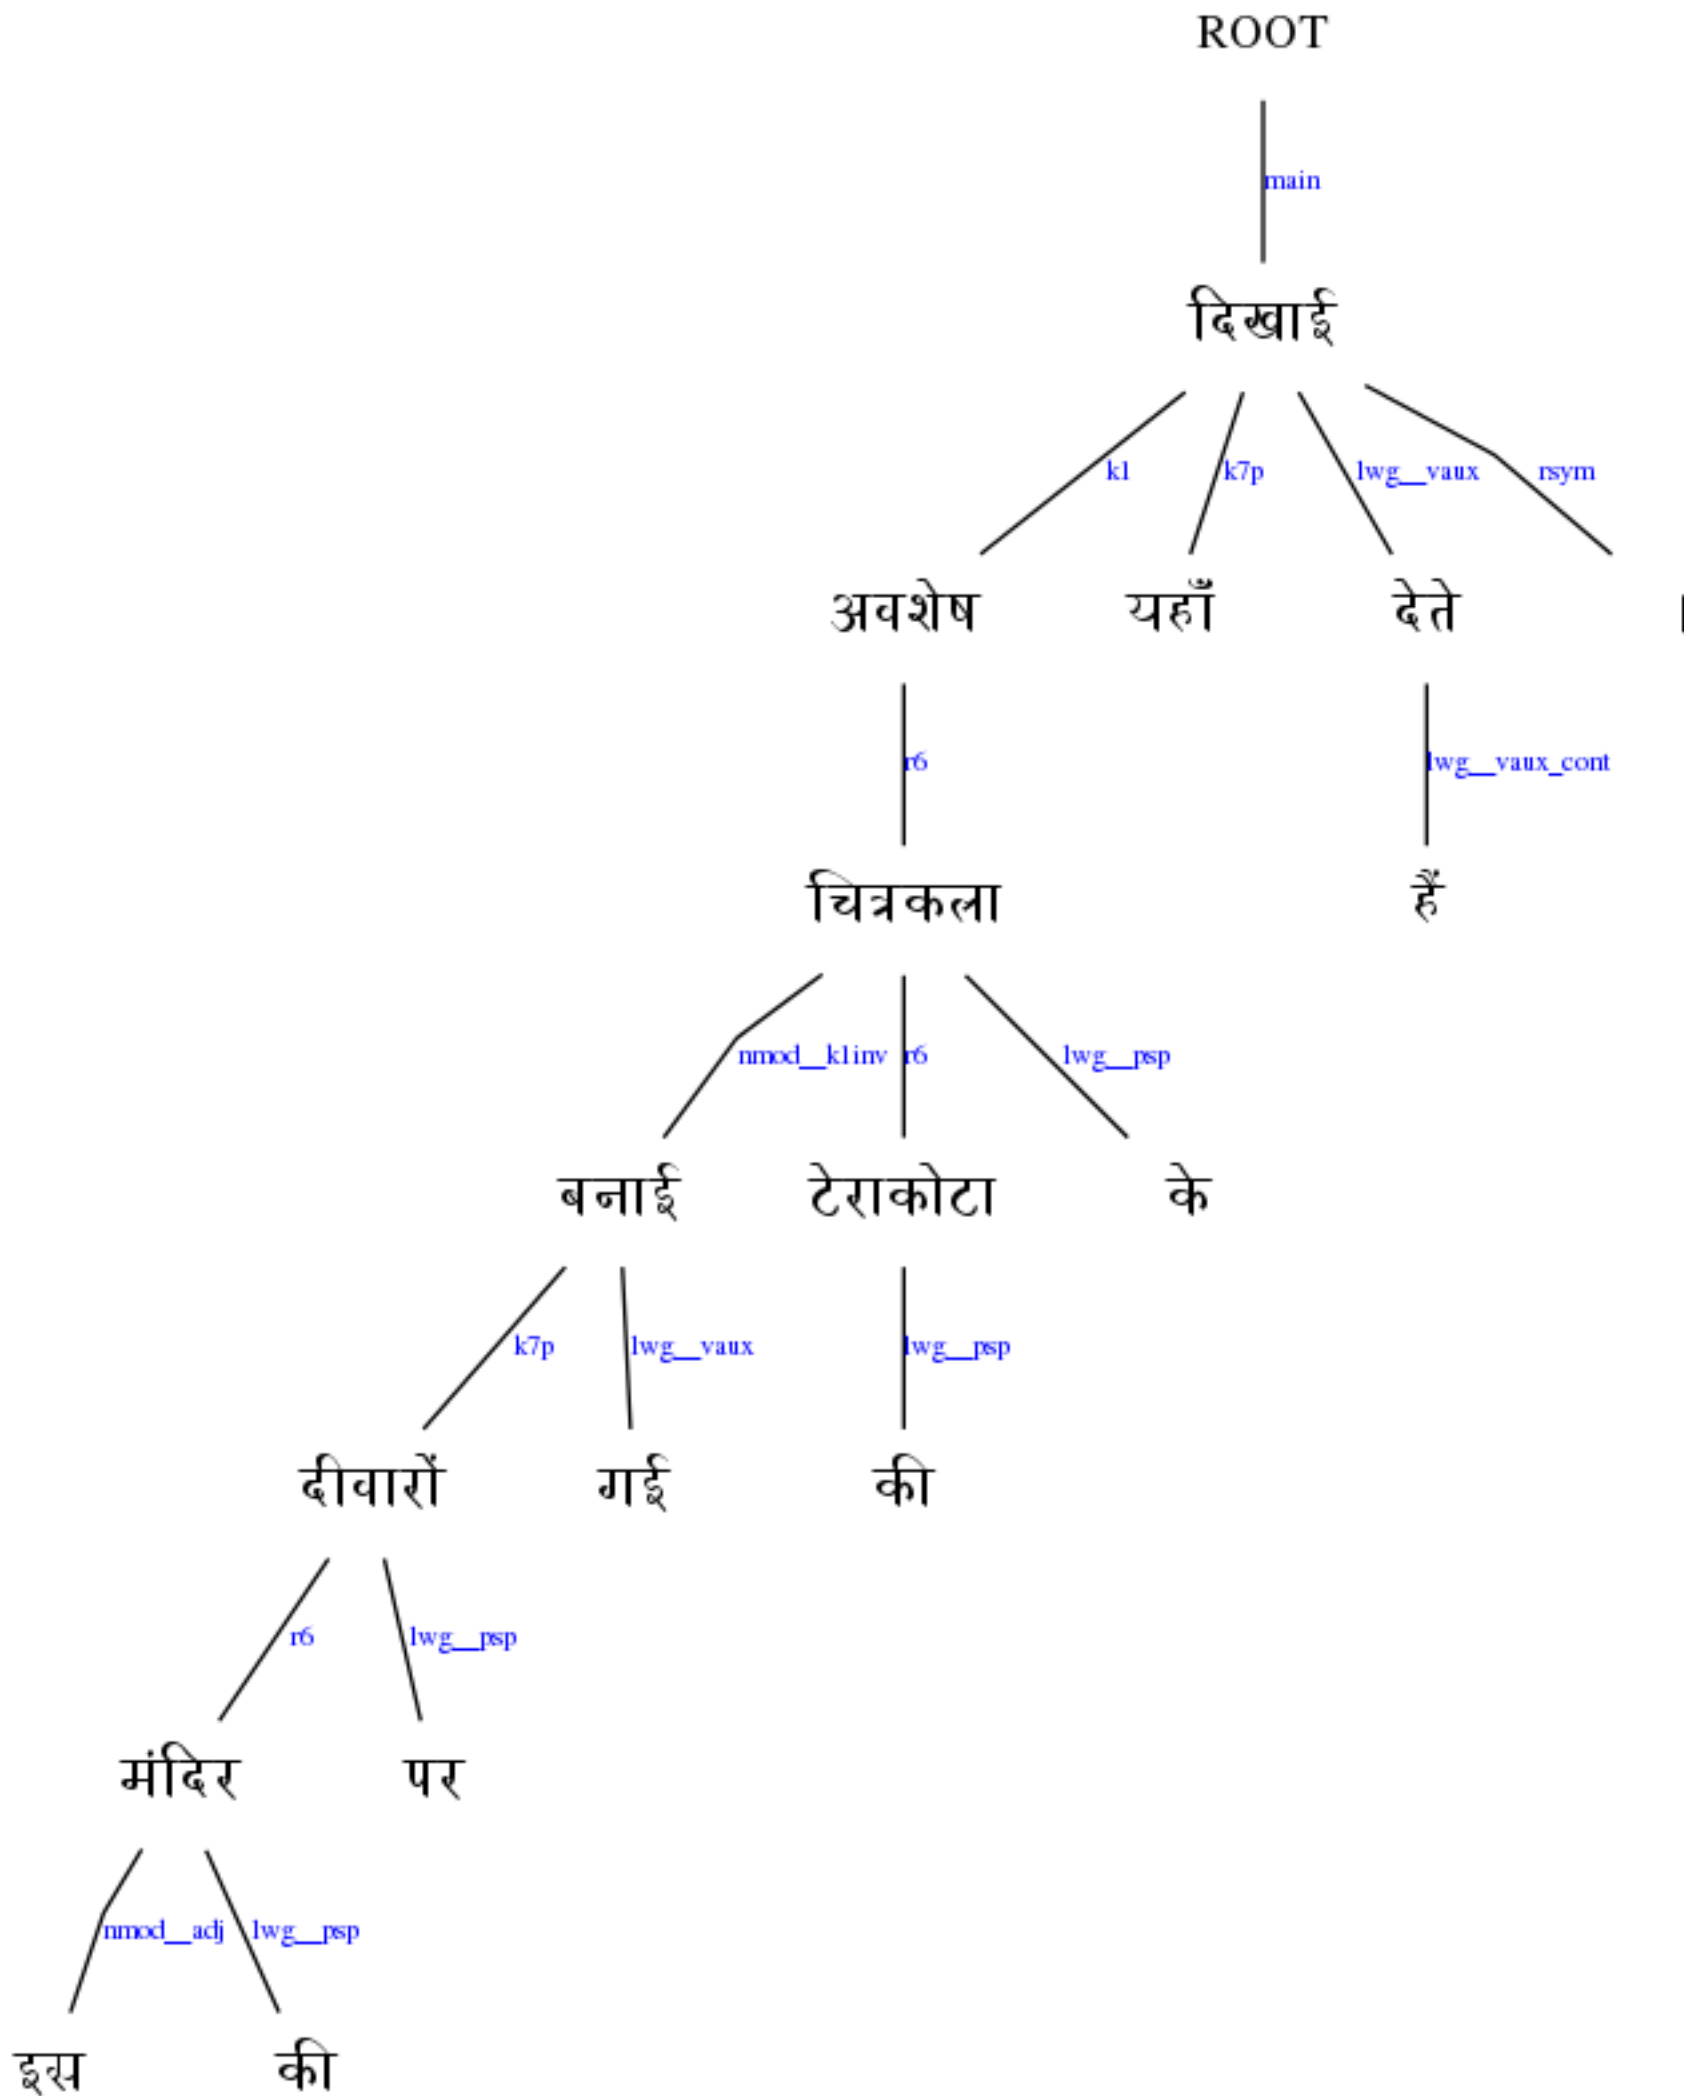 ROOT
main
दिखाई
k1 k7p lwg__vaux rsym
अवशेष यहाँ देते
r6 lwg__vaux_cont
चित्रकला हैं
nmod__k1inv r6 lwg__psp
बनाई टेराकोटा के
k7p lwg__vaux lwg__psp
दीवारों गई की
r6 lwg__psp
मंदिर पर
nmod__adj lwg__psp
इस की